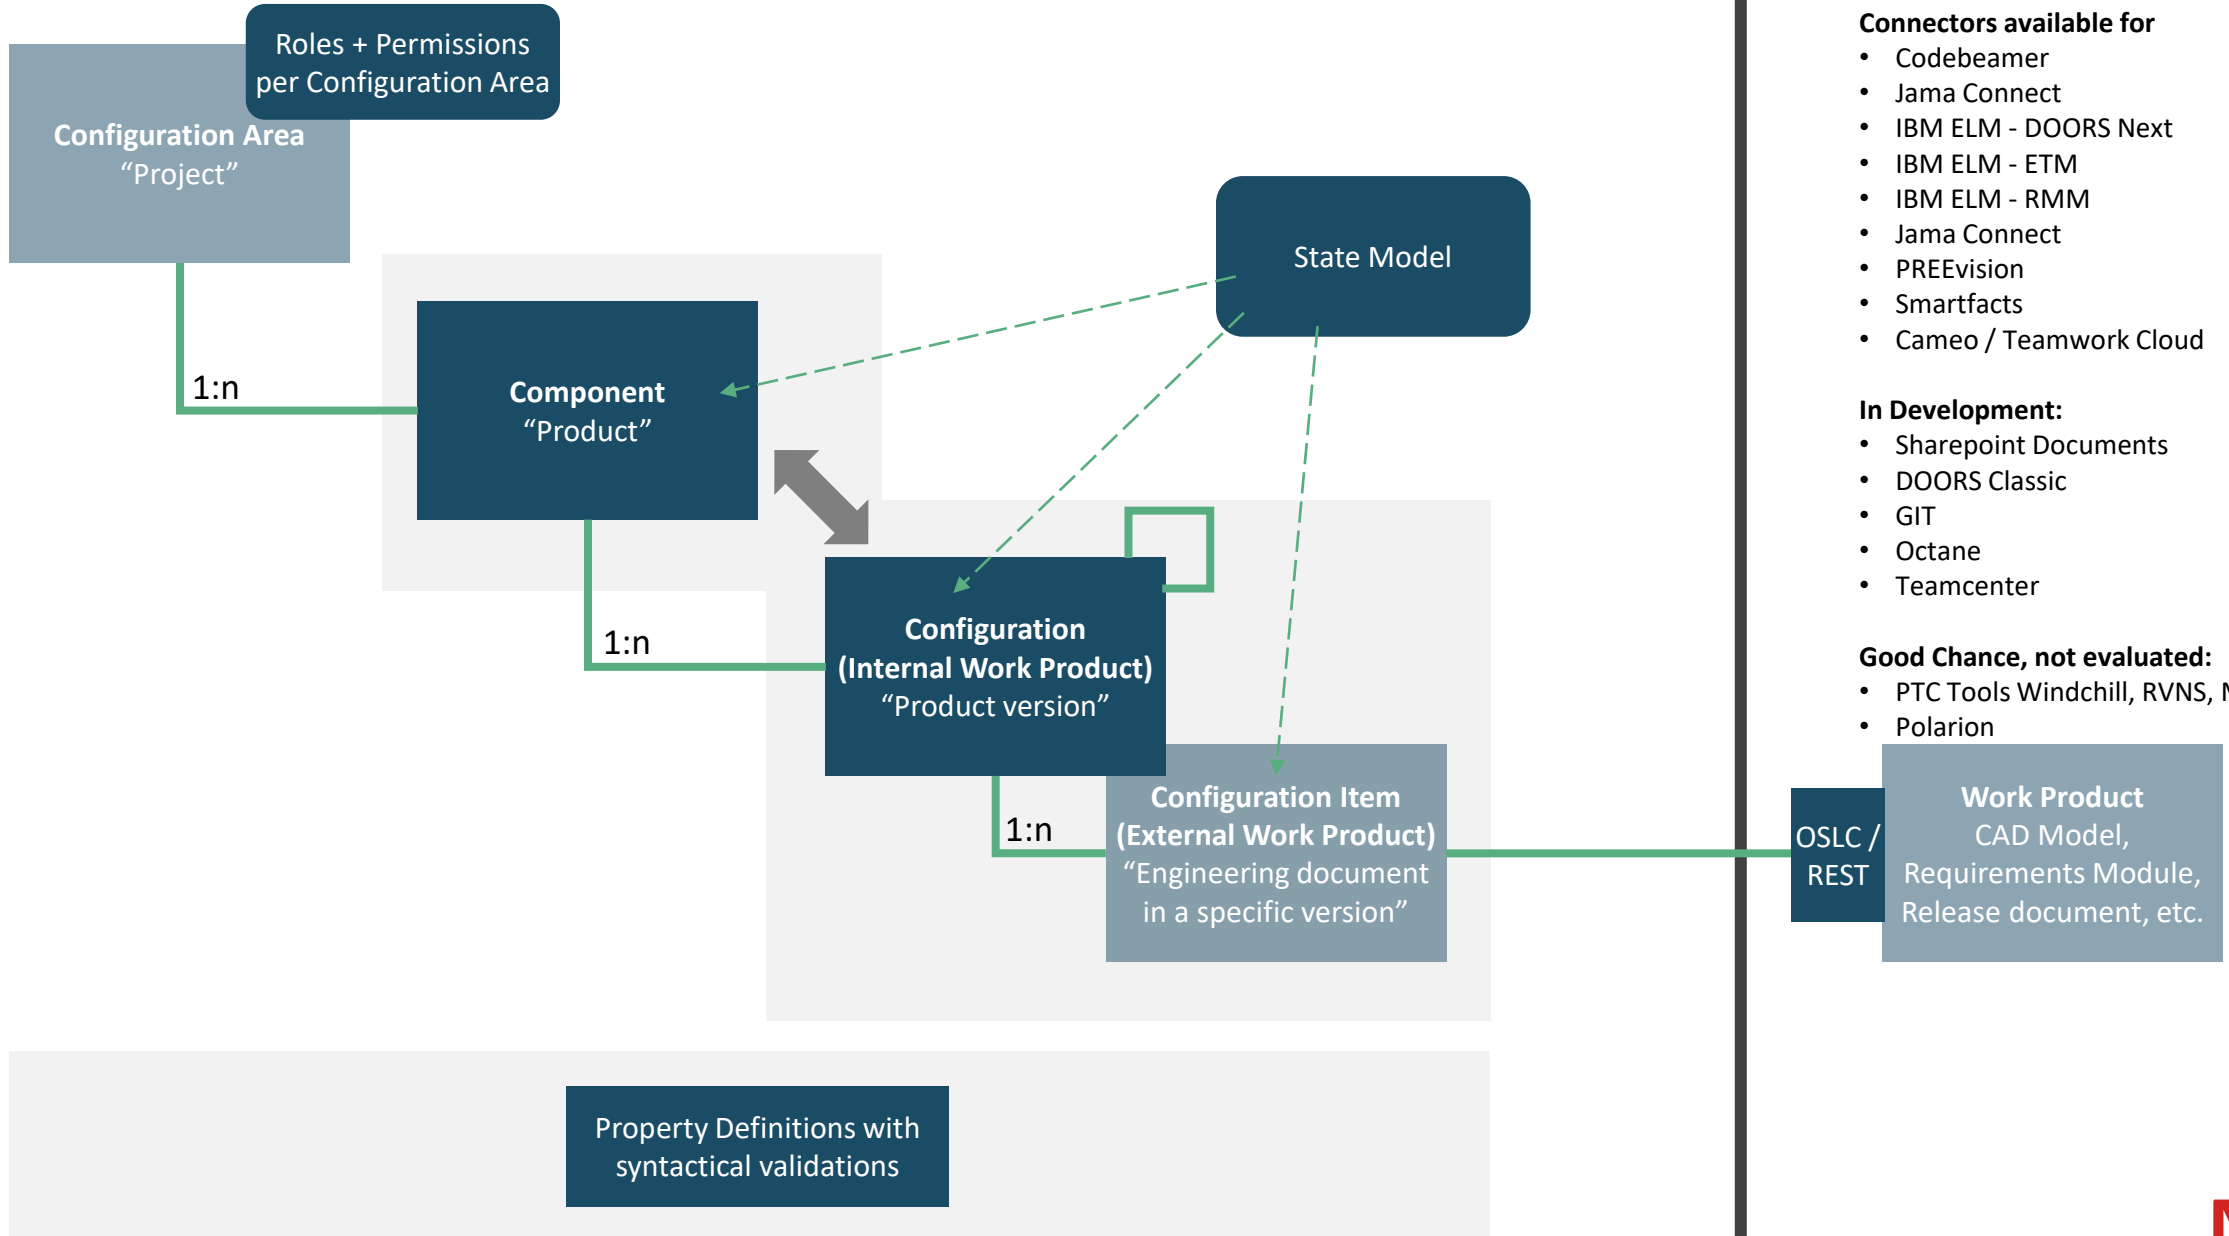 Roles + Permissions
per Configuration Area
Configuration Area
“Project”
1:n
Component
“Product”
State Model
1:n
Configuration
(Internal Work Product)
“Product version”
1:n
Configuration Item
(External Work Product)
“Engineering document
in a specific version”
Property Definitions with
syntactical validations
Connectors available for
• Codebeamer
• Jama Connect
• IBM ELM - DOORS Next
• IBM ELM - ETM
• IBM ELM - RMM
• Jama Connect
• PREEvision
• Smartfacts
• Cameo / Teamwork Cloud
In Development:
• Sharepoint Documents
• DOORS Classic
• GIT
• Octane
• Teamcenter
Good Chance, not evaluated:
• PTC Tools Windchill, RVNS,
• Polarion
OSLC /
REST
Work Product
CAD Model,
Requirements Module,
Release document, etc.